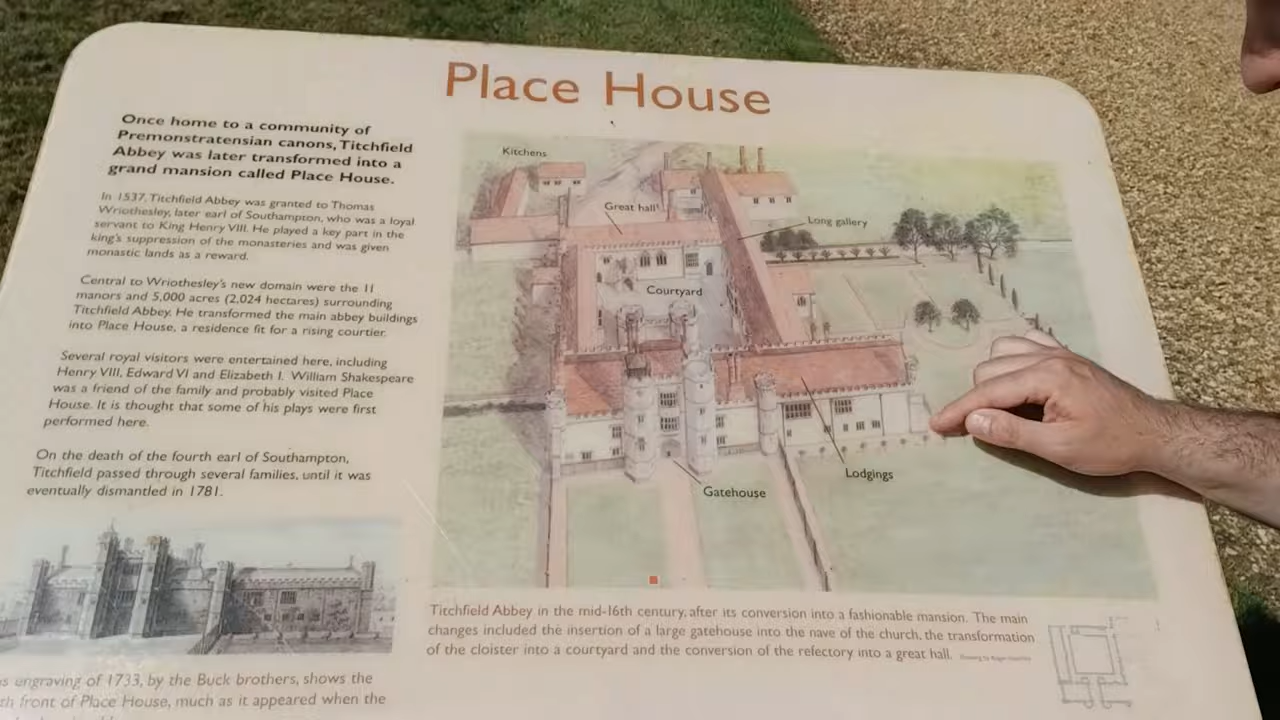 Place House
Once home to a community of
Premonstratensian canons, Titchfield
Abbey was later transformed into a
grand mansion called Place House.
In 1537, Titchfield Abbey was granted to Thomas
Wriothesley, later earl of Southampton, who was a loyal
servant to King Henry VIII. He played a key part in the
king's suppression of the monasteries and was given
monastic lands as a reward.
Central to Wriothesley's new domain were the 11
manors and 5,000 acres (2,024 hectares) surrounding
Titchfield Abbey. He transformed the main abbey buildings
into Place House, a residence fit for a rising courtier.
Several royal visitors were entertained here, including
Henry VIII, Edward VI and Elizabeth I. William Shakespeare
was a friend of the family and probably visited Place
House. It is thought that some of his plays were first
performed here.
On the death of the fourth earl of Southampton,
Titchfield passed through several families, until it was
eventually dismantled in 1781.
Kitchens
Great hall
Long gallery
Courtyard
Lodgings
Gatehouse
Titchfield Abbey in the mid-16th century, after its conversion into a fashionable mansion. The main
changes included the insertion of a large gatehouse into the nave of the church, the transformation
of the cloister into a courtyard and the conversion of the refectory into a great hall.
engraving of 1733, by the Buck brothers, shows the
front of Place House, much as it appeared when the